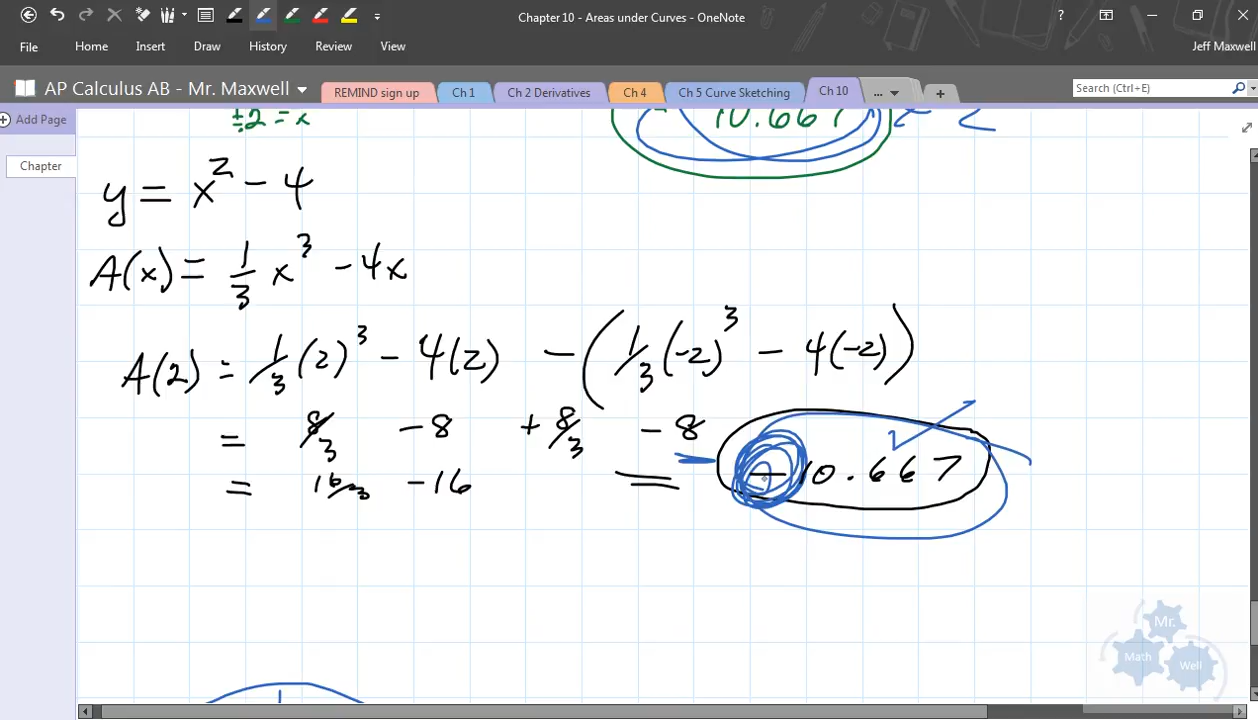 Chapter 10 - Areas under Curves - OneNote
?
File
Home
Insert
Draw
History
Review
View
Jeff Maxwell
AP Calculus AB - Mr. Maxwell
REMIND sign up
Ch 1
Ch 2 Derivatives
Ch 4
Ch 5 Curve Sketching
Ch 10
...
+
Search (Ctrl+E)
Add Page
Chapter
±2 = x
10.667
y = x² - 4
A(x) = 1/3 x³ - 4x
A(2) = 1/3 (2)³ - 4(2) - (1/3 (-2)³ - 4(-2))
= 8/3 - 8 + 8/3 - 8
= 16/3 - 16 = -10.667
Mr.
Math
Well